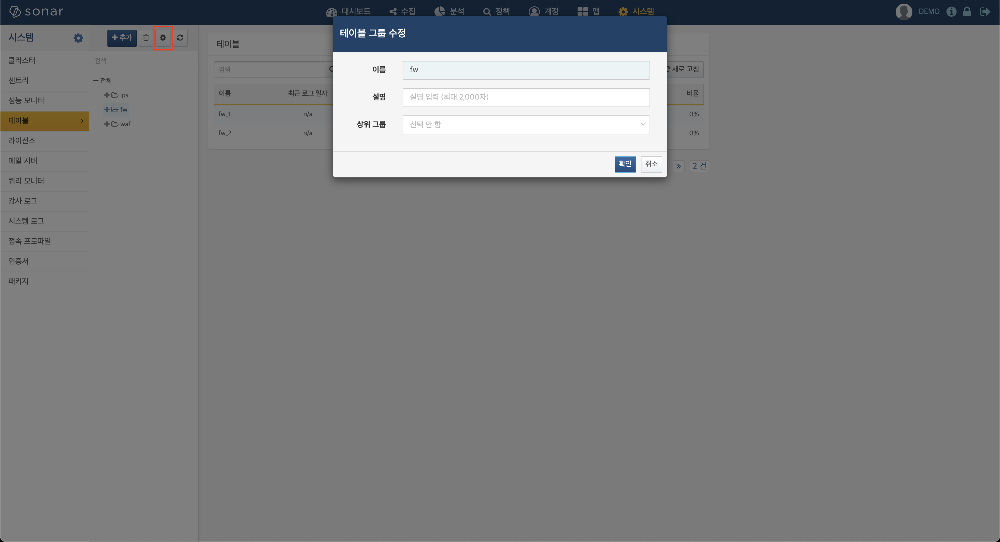 sonar
대시보드
수집
분석
정책
계정
앱
시스템
DEMO
시스템
추가
클러스터
센트리
성능 모니터
테이블
라이선스
메일 서버
쿼리 모니터
감사 로그
시스템 로그
접속 프로파일
인증서
패키지
검색
전체
ips
fw
waf
테이블
검색
새로 고침
이름 최근 로그 일자 비율
fw_1 n/a 0%
fw_2 n/a 0%
2 건
테이블 그룹 수정
이름 fw
설명 설명 입력 (최대 2,000자)
상위 그룹 선택 안 함
확인 취소